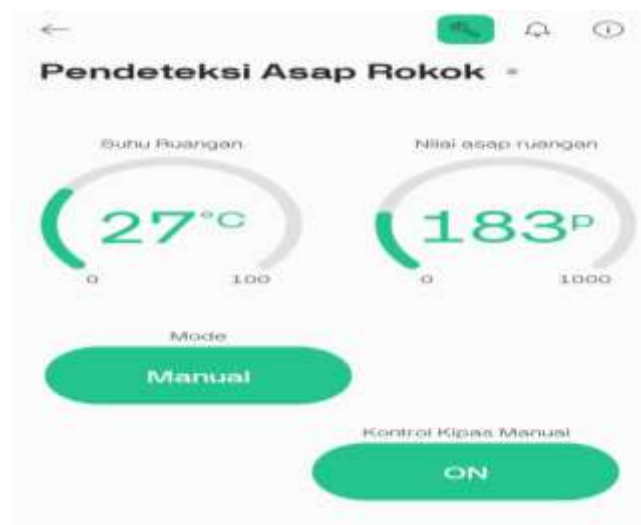 Pendeteksi Asap Rokok
Suhu Ruangan
Nilai asap ruangan
27°C
183P
0 100
0 1000
Mode
Manual
Kontrol Kipas Manual
ON